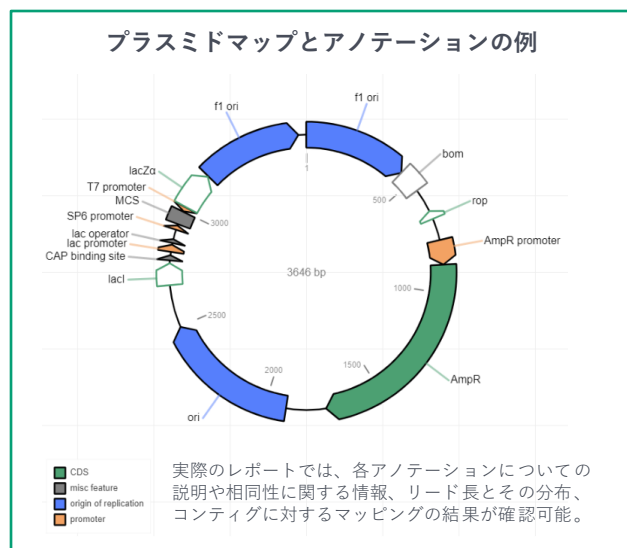 プラスミドマップとアノテーションの例
f1 ori
f1 ori
bom
rop
AmpR promoter
AmpR
ori
lacI
CAP binding site
lac promoter
lac operator
SP6 promoter
MCS
T7 promoter
lacZα
1
500
1000
1500
2000
2500
3000
3646 bp
CDS
misc feature
origin of replication
promoter
実際のレポートでは、各アノテーションについての
説明や相同性に関する情報、リード長とその分布、
コンティグに対するマッピングの結果が確認可能。